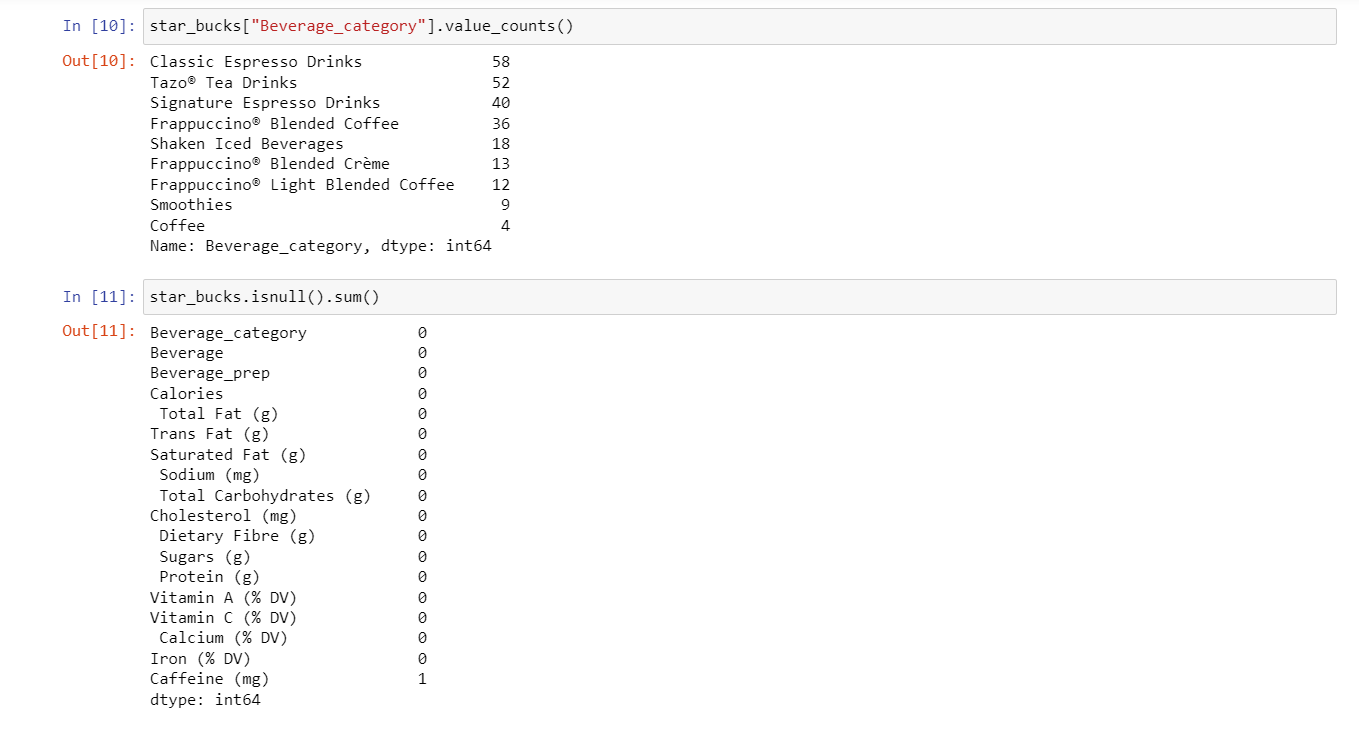 In [10]: star_bucks["Beverage_category"].value_counts()
Out[10]: Classic Espresso Drinks 58
Tazo® Tea Drinks 52
Signature Espresso Drinks 40
Frappuccino® Blended Coffee 36
Shaken Iced Beverages 18
Frappuccino® Blended Crème 13
Frappuccino® Light Blended Coffee 12
Smoothies 9
Coffee 4
Name: Beverage_category, dtype: int64
In [11]: star_bucks.isnull().sum()
Out[11]: Beverage_category 0
Beverage 0
Beverage_prep 0
Calories 0
Total Fat (g) 0
Trans Fat (g) 0
Saturated Fat (g) 0
Sodium (mg) 0
Total Carbohydrates (g) 0
Cholesterol (mg) 0
Dietary Fibre (g) 0
Sugars (g) 0
Protein (g) 0
Vitamin A (% DV) 0
Vitamin C (% DV) 0
Calcium (% DV) 0
Iron (% DV) 0
Caffeine (mg) 1
dtype: int64